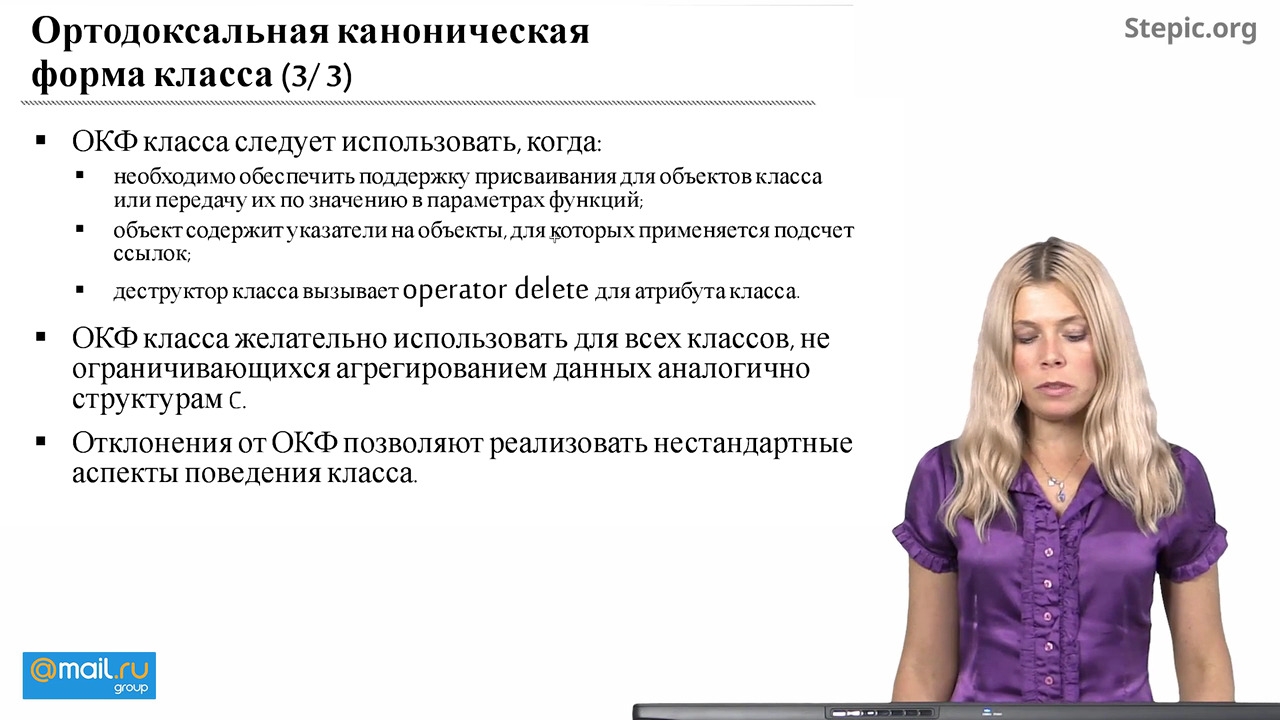 Ортодоксальная каноническая
форма класса (3/ 3)
Stepic.org
▪ ОКФ класса следует использовать, когда:
▪ необходимо обеспечить поддержку присваивания для объектов класса
или передачу их по значению в параметрах функций;
▪ объект содержит указатели на объекты, для которых применяется подсчет
ссылок;
▪ деструктор класса вызывает operator delete для атрибута класса.
▪ ОКФ класса желательно использовать для всех классов, не
ограничивающихся агрегированием данных аналогично
структурам C.
▪ Отклонения от ОКФ позволяют реализовать нестандартные
аспекты поведения класса.
@mail.ru
group